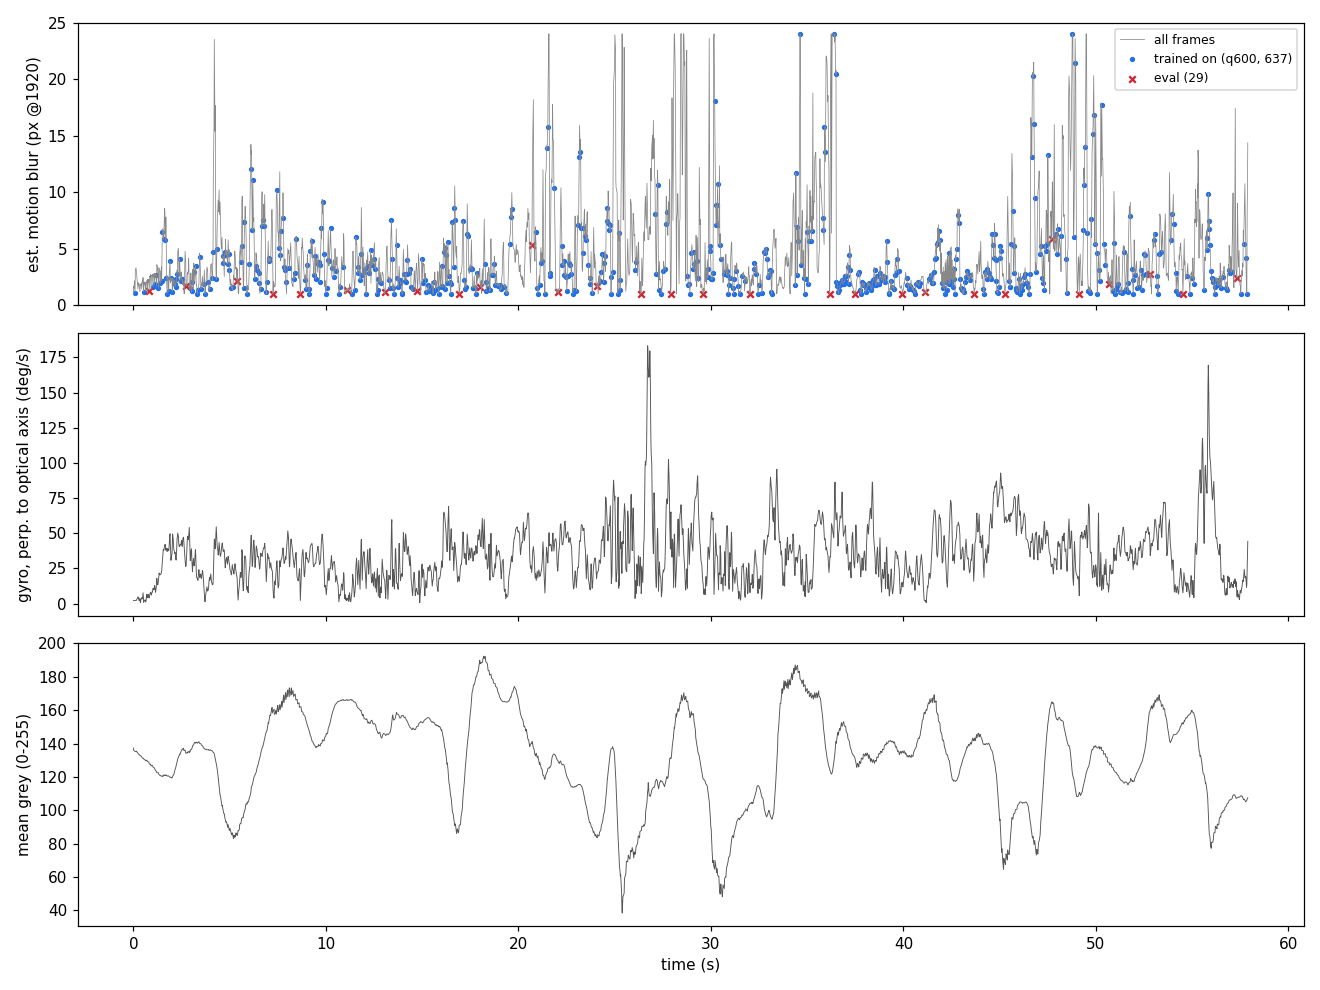 est. motion blur (px @1920)
25
20
15
10
5
0
all frames
trained on (q600, 637)
eval (29)
gyro, perp. to optical axis (deg/s)
175
150
125
100
75
50
25
0
mean grey (0-255)
200
180
160
140
120
100
80
60
40
0 10 20 30 40 50 60
time (s)